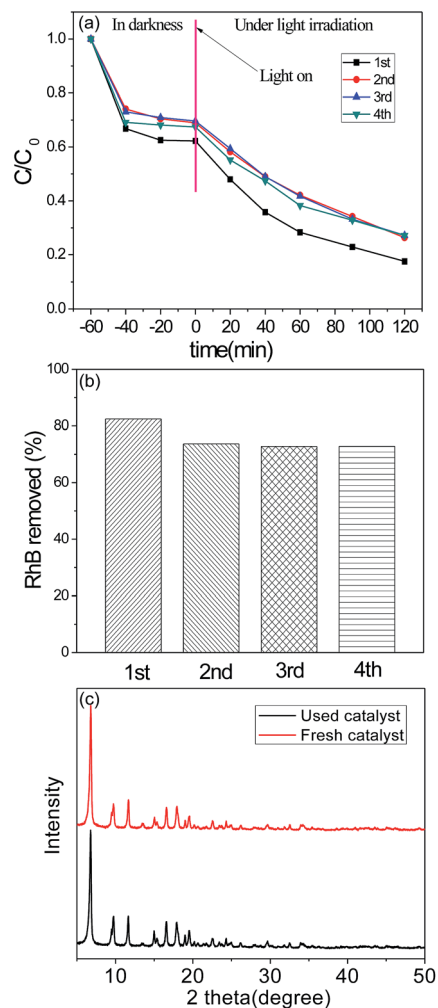 (a)
In darkness
Under light irradiation
Light on
1st
2nd
3rd
4th
C/C0
1.0
0.8
0.6
0.4
0.2
0.0
-60 -40 -20 0 20 40 60 80 100 120
time(min)
(b)
RhB removed (%)
100
80
60
40
20
0
1st 2nd 3rd 4th
(c)
Used catalyst
Fresh catalyst
Intensity
10 20 30 40 50
2 theta(degree)